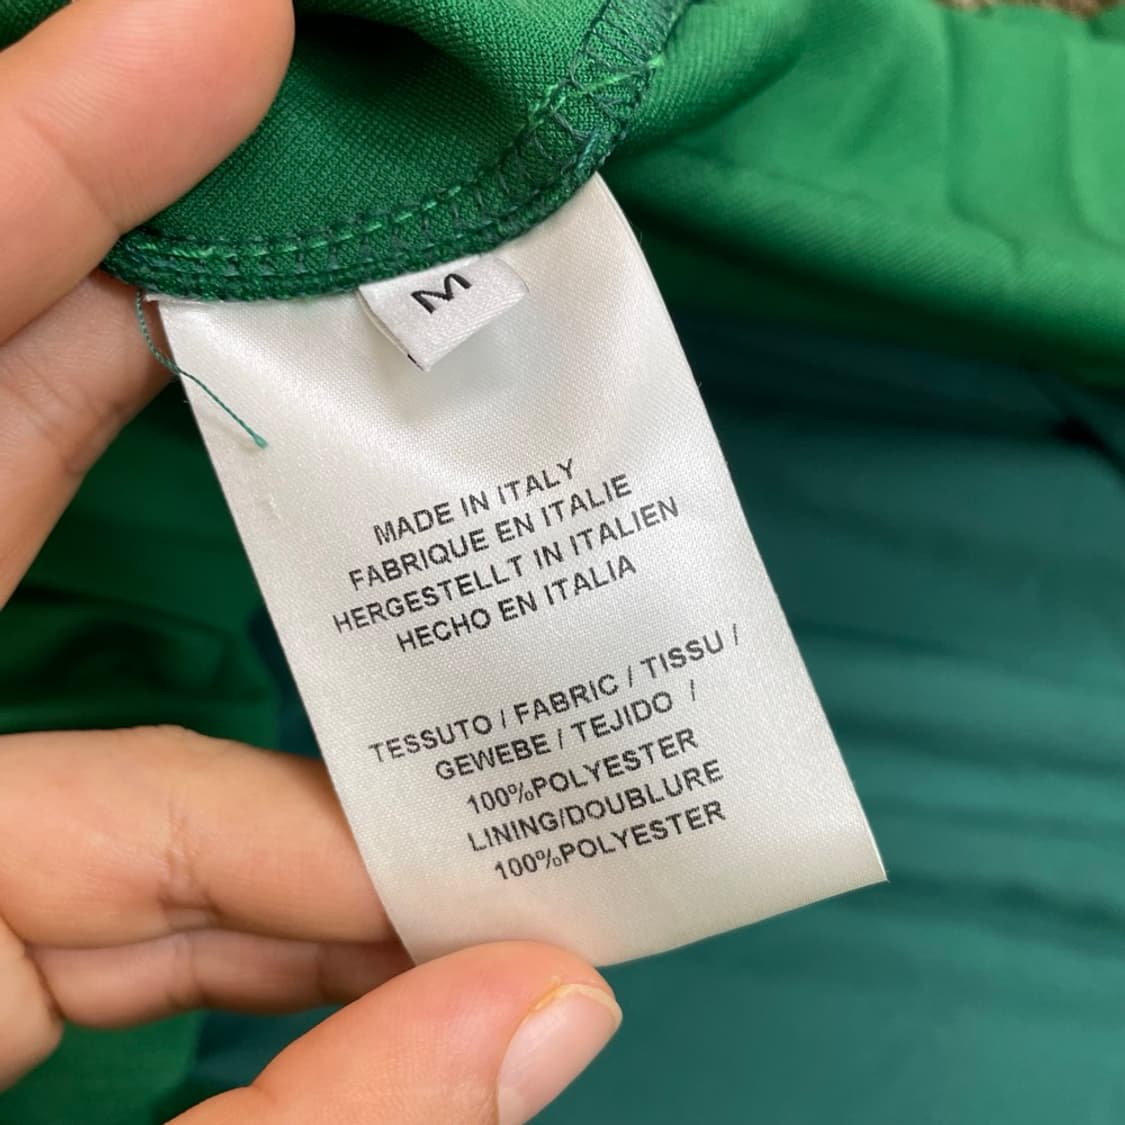 M
MADE IN ITALY
FABRIQUE EN ITALIE
HERGESTELLT IN ITALIEN
HECHO EN ITALIA
TESSUTO / FABRIC / TISSU /
GEWEBE / TEJIDO /
100%POLYESTER
LINING/DOUBLURE
100%POLYESTER